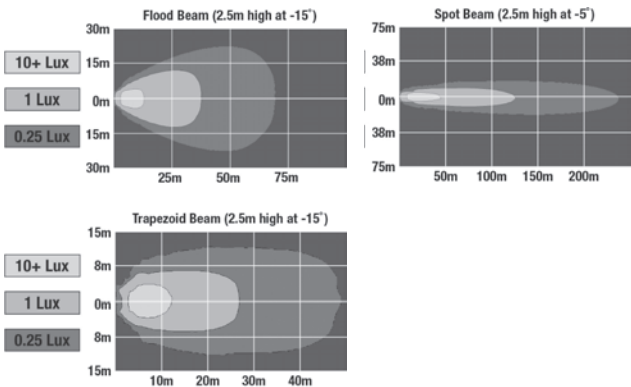 Flood Beam (2.5m high at -15°)
30m
15m
0m
15m
30m
25m
50m
75m
10+ Lux
1 Lux
0.25 Lux
Spot Beam (2.5m high at -5°)
75m
38m
0m
38m
75m
50m
100m
150m
200m
Trapezoid Beam (2.5m high at -15°)
15m
8m
0m
8m
15m
10m
20m
30m
40m
10+ Lux
1 Lux
0.25 Lux